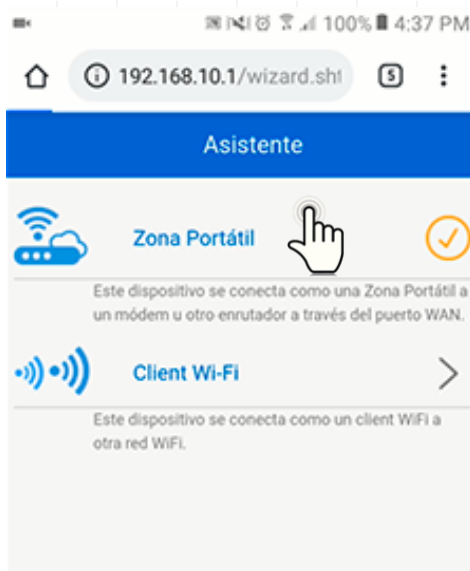 100% 4:37 PM
192.168.10.1/wizard.sht
5
Asistente
Zona Portátil
Este dispositivo se conecta como una Zona Portátil a
un módem u otro enrutador a través del puerto WAN.
Client Wi-Fi
Este dispositivo se conecta como un client WiFi a
otra red WiFi.